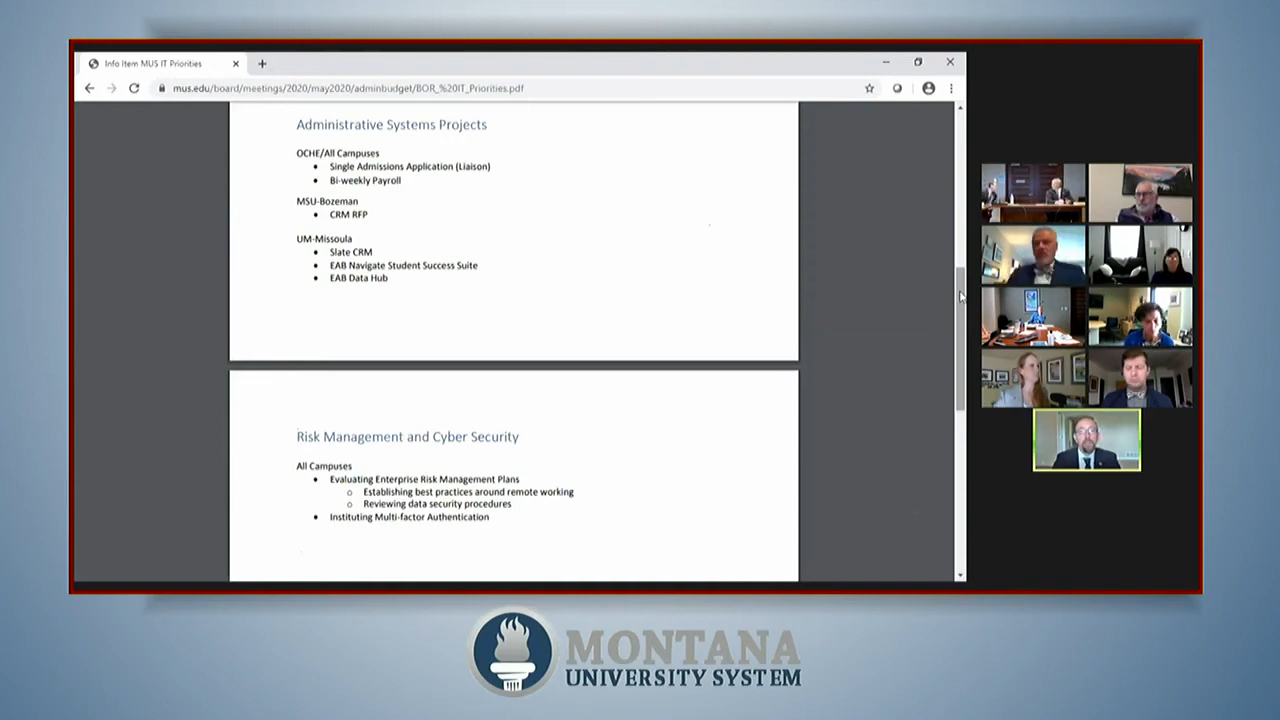 Info Item MUS IT Priorities
mus.edu/board/meetings/2020/may2020/adminbudget/BOR_%20IT_Priorities.pdf
Administrative Systems Projects
OCHE/All Campuses
• Single Admissions Application (Liaison)
• Bi-weekly Payroll
MSU-Bozeman
• CRM RFP
UM-Missoula
• Slate CRM
• EAB Navigate Student Success Suite
• EAB Data Hub
Risk Management and Cyber Security
All Campuses
• Evaluating Enterprise Risk Management Plans
o Establishing best practices around remote working
o Reviewing data security procedures
• Instituting Multi-factor Authentication
MONTANA
UNIVERSITY SYSTEM